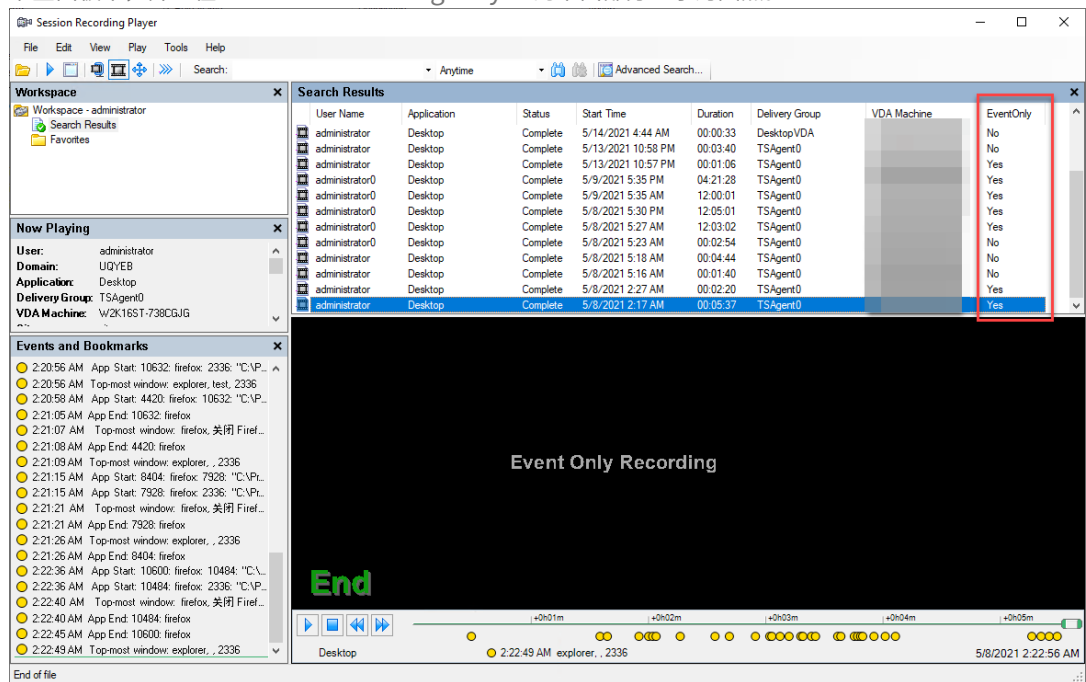 Session Recording Player
File Edit View Play Tools Help
Search: Anytime Advanced Search...
Workspace
Workspace - administrator
Search Results
Favorites
Now Playing
User: administrator
Domain: UQYEB
Application: Desktop
Delivery Group: TSAgent0
VDA Machine: W2K16ST-738CGJG
Events and Bookmarks
2:20:56 AM App Start: 10632: firefox: 2336: "C:\P...
2:20:56 AM Top-most window: explorer, test, 2336
2:20:58 AM App Start: 4420: firefox: 10632: "C:\P...
2:21:05 AM App End: 10632: firefox
2:21:07 AM Top-most window: firefox, 关闭 Firef...
2:21:08 AM App End: 4420: firefox
2:21:09 AM Top-most window: explorer, , 2336
2:21:15 AM App Start: 8404: firefox: 7928: "C:\Pr...
2:21:15 AM App Start: 7928: firefox: 2336: "C:\Pr...
2:21:21 AM Top-most window: firefox, 关闭 Firef...
2:21:21 AM App End: 7928: firefox
2:21:26 AM Top-most window: explorer, , 2336
2:21:26 AM App End: 8404: firefox
2:22:36 AM App Start: 10600: firefox: 10484: "C:\...
2:22:36 AM App Start: 10484: firefox: 2336: "C:\P...
2:22:40 AM Top-most window: firefox, 关闭 Firef...
2:22:40 AM App End: 10484: firefox
2:22:45 AM App End: 10600: firefox
2:22:49 AM Top-most window: explorer, , 2336
Search Results
User Name Application Status Start Time Duration Delivery Group VDA Machine EventOnly
administrator Desktop Complete 5/14/2021 4:44 AM 00:00:33 DesktopVDA No
administrator Desktop Complete 5/13/2021 10:58 PM 00:03:40 TSAgent0 No
administrator Desktop Complete 5/13/2021 10:57 PM 00:01:06 TSAgent0 Yes
administrator0 Desktop Complete 5/9/2021 5:35 PM 04:21:28 TSAgent0 Yes
administrator0 Desktop Complete 5/9/2021 5:35 AM 12:00:01 TSAgent0 Yes
administrator0 Desktop Complete 5/8/2021 5:30 PM 12:05:01 TSAgent0 Yes
administrator0 Desktop Complete 5/8/2021 5:27 AM 12:03:02 TSAgent0 Yes
administrator0 Desktop Complete 5/8/2021 5:23 AM 00:02:54 TSAgent0 No
administrator Desktop Complete 5/8/2021 5:18 AM 00:04:44 TSAgent0 No
administrator Desktop Complete 5/8/2021 5:16 AM 00:01:40 TSAgent0 No
administrator Desktop Complete 5/8/2021 2:27 AM 00:02:20 TSAgent0 Yes
administrator Desktop Complete 5/8/2021 2:17 AM 00:05:37 TSAgent0 Yes
Event Only Recording
End
+0h01m +0h02m +0h03m +0h04m +0h05m
Desktop 2:22:49 AM explorer, , 2336 5/8/2021 2:22:56 AM
End of file